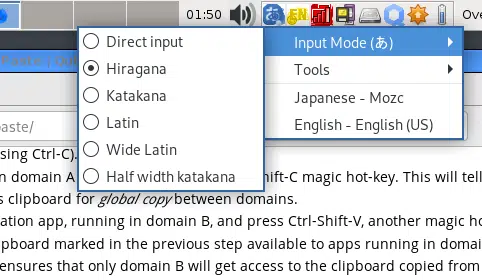 01:50
Ove
Direct input
Hiragana
Katakana
Latin
Wide Latin
Half width katakana
Input Mode (あ)
Tools
Japanese - Mozc
English - English (US)
aste/
sing Ctrl-C).
n domain A
hift-C magic hot-key. This will tell
s clipboard for global copy between domains.
ation app, running in domain B, and press Ctrl-Shift-V, another magic ho
pboard marked in the previous step available to apps running in domai
ensures that only domain B will get access to the clipboard copied from